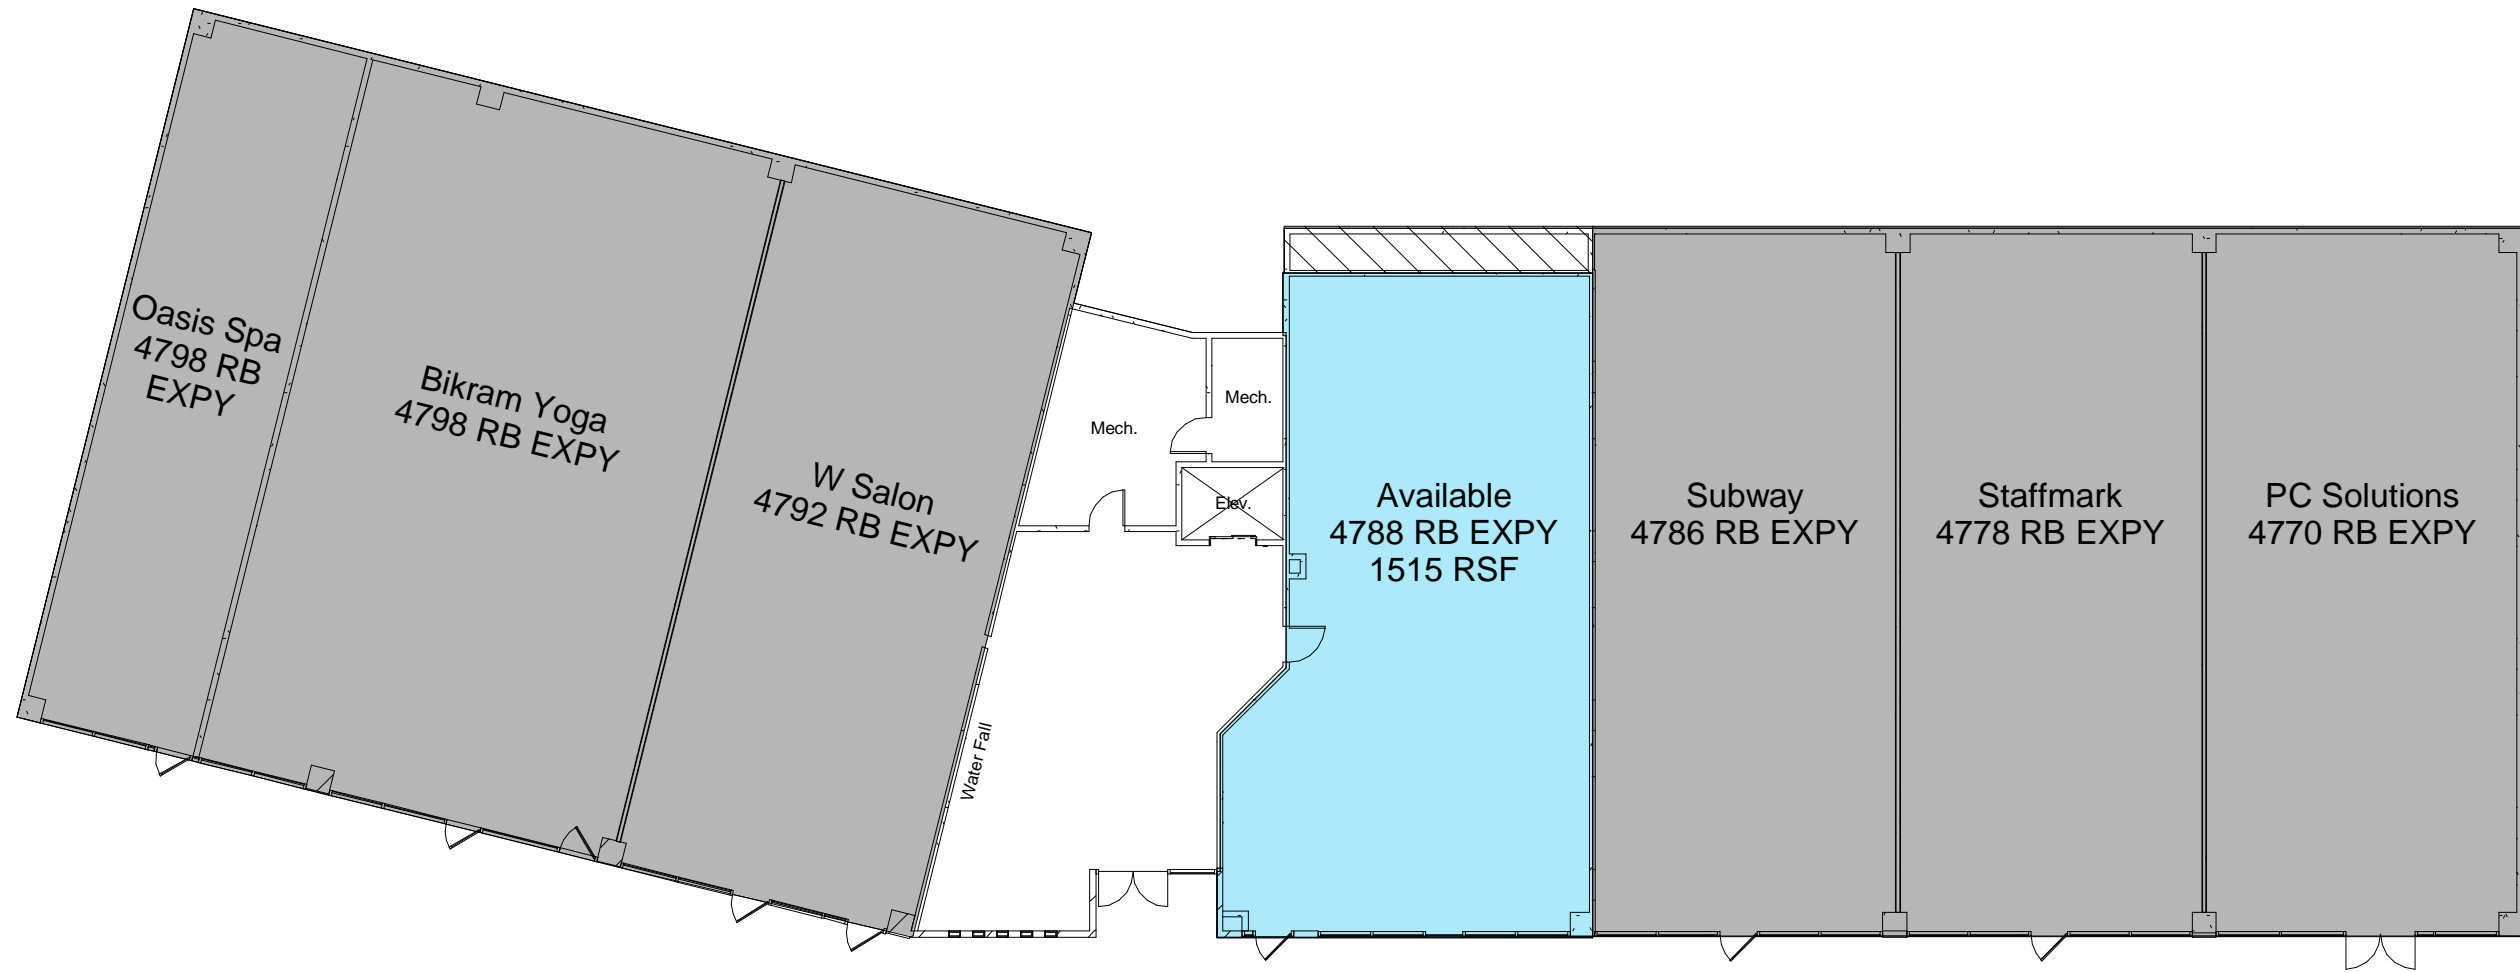 Oasis Spa
4798 RB
EXPY
Bikram Yoga
4798 RB EXPY
W Salon
4792 RB EXPY
Water Fall
Mech.
Mech.
Elev.
Available
4788 RB EXPY
1515 RSF
Subway
4786 RB EXPY
Staffmark
4778 RB EXPY
PC Solutions
4770 RB EXPY